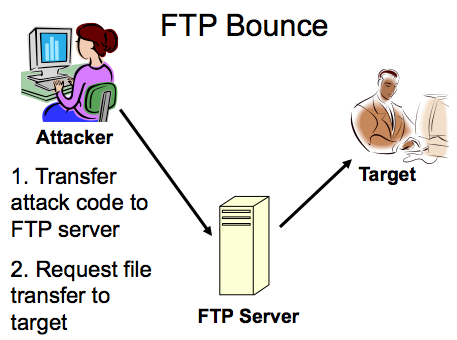 FTP Bounce
Attacker
Target
1. Transfer
attack code to
FTP server
2. Request file
transfer to
target
FTP Server